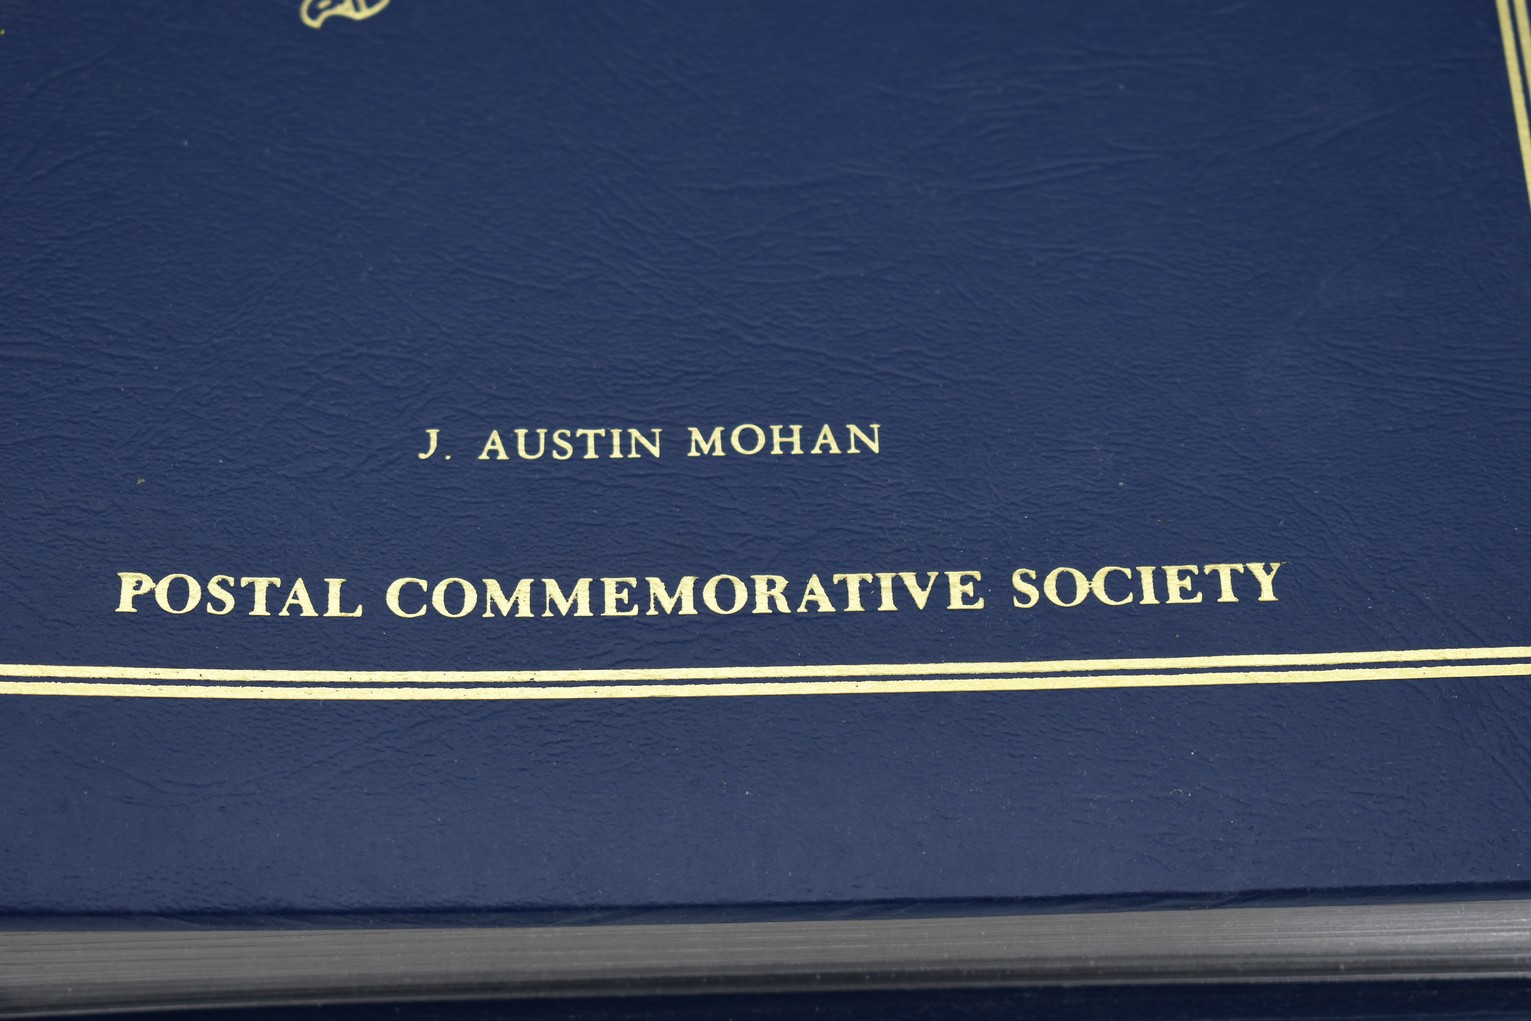 J. AUSTIN MOHAN
POSTAL COMMEMORATIVE SOCIETY